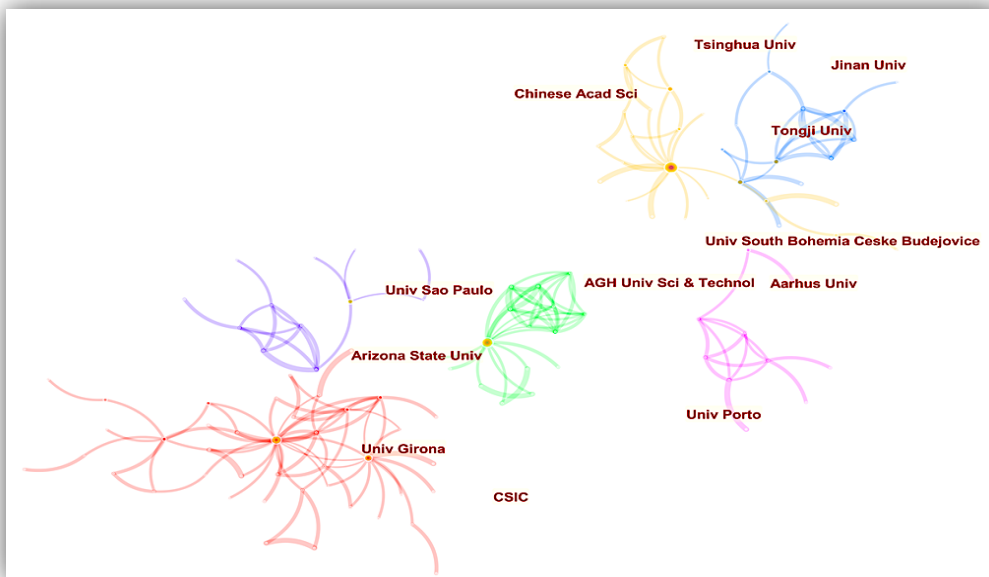 Tsinghua Univ
Jinan Univ
Chinese Acad Sci
Tongji Univ
Univ South Bohemia Ceske Budejovice
AGH Univ Sci & Technol
Aarhus Univ
Univ Sao Paulo
Arizona State Univ
Univ Porto
Univ Girona
CSIC